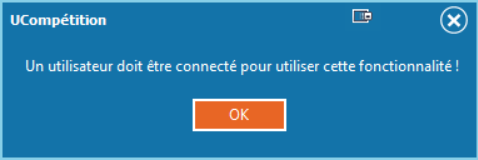 UCompétition
Un utilisateur doit être connecté pour utiliser cette fonctionnalité !
OK